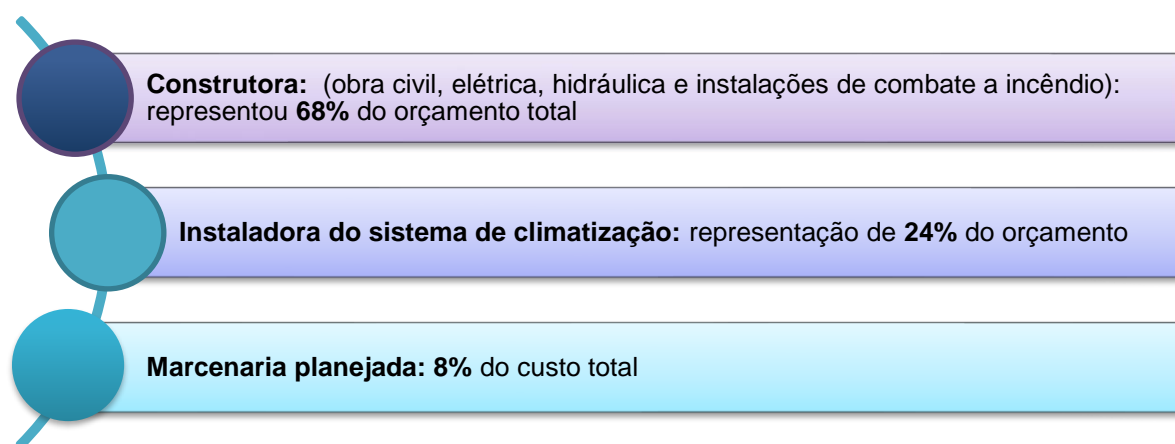 Construtora: (obra civil, elétrica, hidráulica e instalações de combate a incêndio):
representou 68% do orçamento total
Instaladora do sistema de climatização: representação de 24% do orçamento
Marcenaria planejada: 8% do custo total